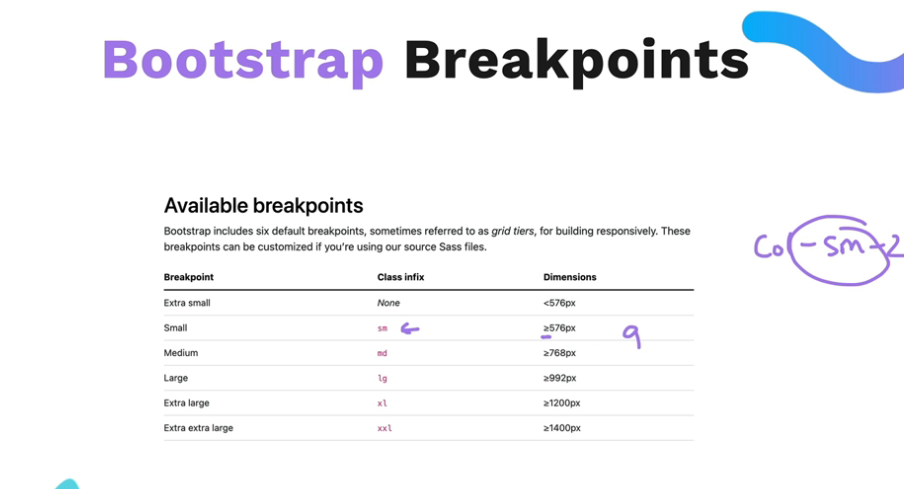 Bootstrap Breakpoints
Available breakpoints
Bootstrap includes six default breakpoints, sometimes referred to as grid tiers, for building responsively. These
breakpoints can be customized if you're using our source Sass files.
Breakpoint Class infix Dimensions
Extra small None <576px
Small sm ≥576px
Medium md ≥768px
Large lg ≥992px
Extra large xl ≥1200px
Extra extra large xxl ≥1400px
Col-sm-2
9